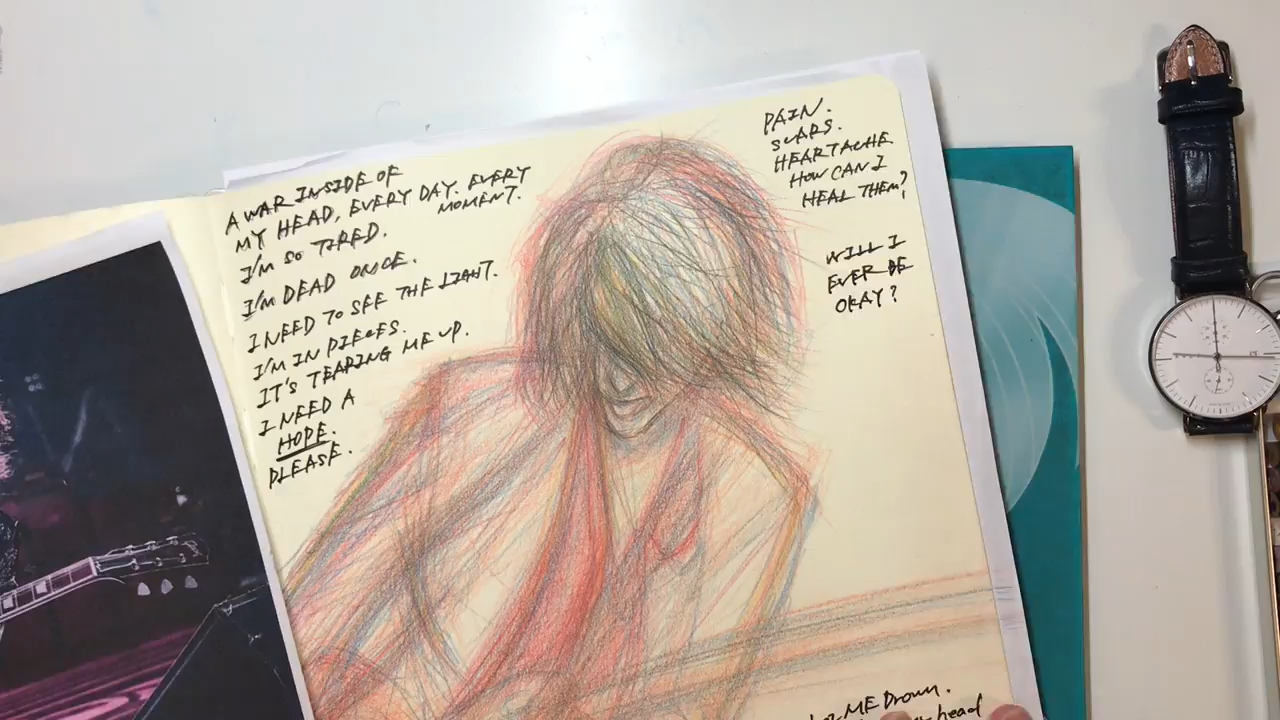 A WAR INSIDE OF
MY HEAD, EVERY DAY. EVERY
MOMENT.
I'M SO TIRED.
I'M DEAD ONCE.
I NEED TO SEE THE LIGHT.
I'M IN PIECES.
IT'S TEARING ME UP.
I NEED A
HOPE.
PLEASE.
PAIN.
SCARS.
HEARTACHE
HOW CAN I
HEAL THEM?
WILL I
EVER BE
OKAY?
ME Drown.
head